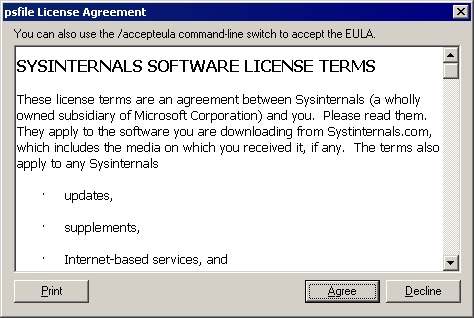 psfile License Agreement
You can also use the /accepteula command-line switch to accept the EULA.
SYSINTERNALS SOFTWARE LICENSE TERMS
These license terms are an agreement between Sysinternals (a wholly
owned subsidiary of Microsoft Corporation) and you.  Please read them.
They apply to the software you are downloading from Systinternals.com,
which includes the media on which you received it, if any.  The terms also
apply to any Sysinternals
· updates,
· supplements,
· Internet-based services, and
Print
Agree
Decline